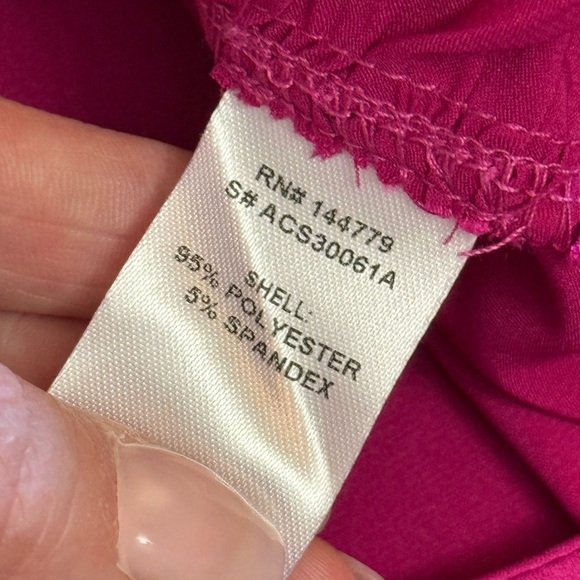 RN# 144779
S# ACS30061A
SHELL:
95% POLYESTER
5% SPANDEX